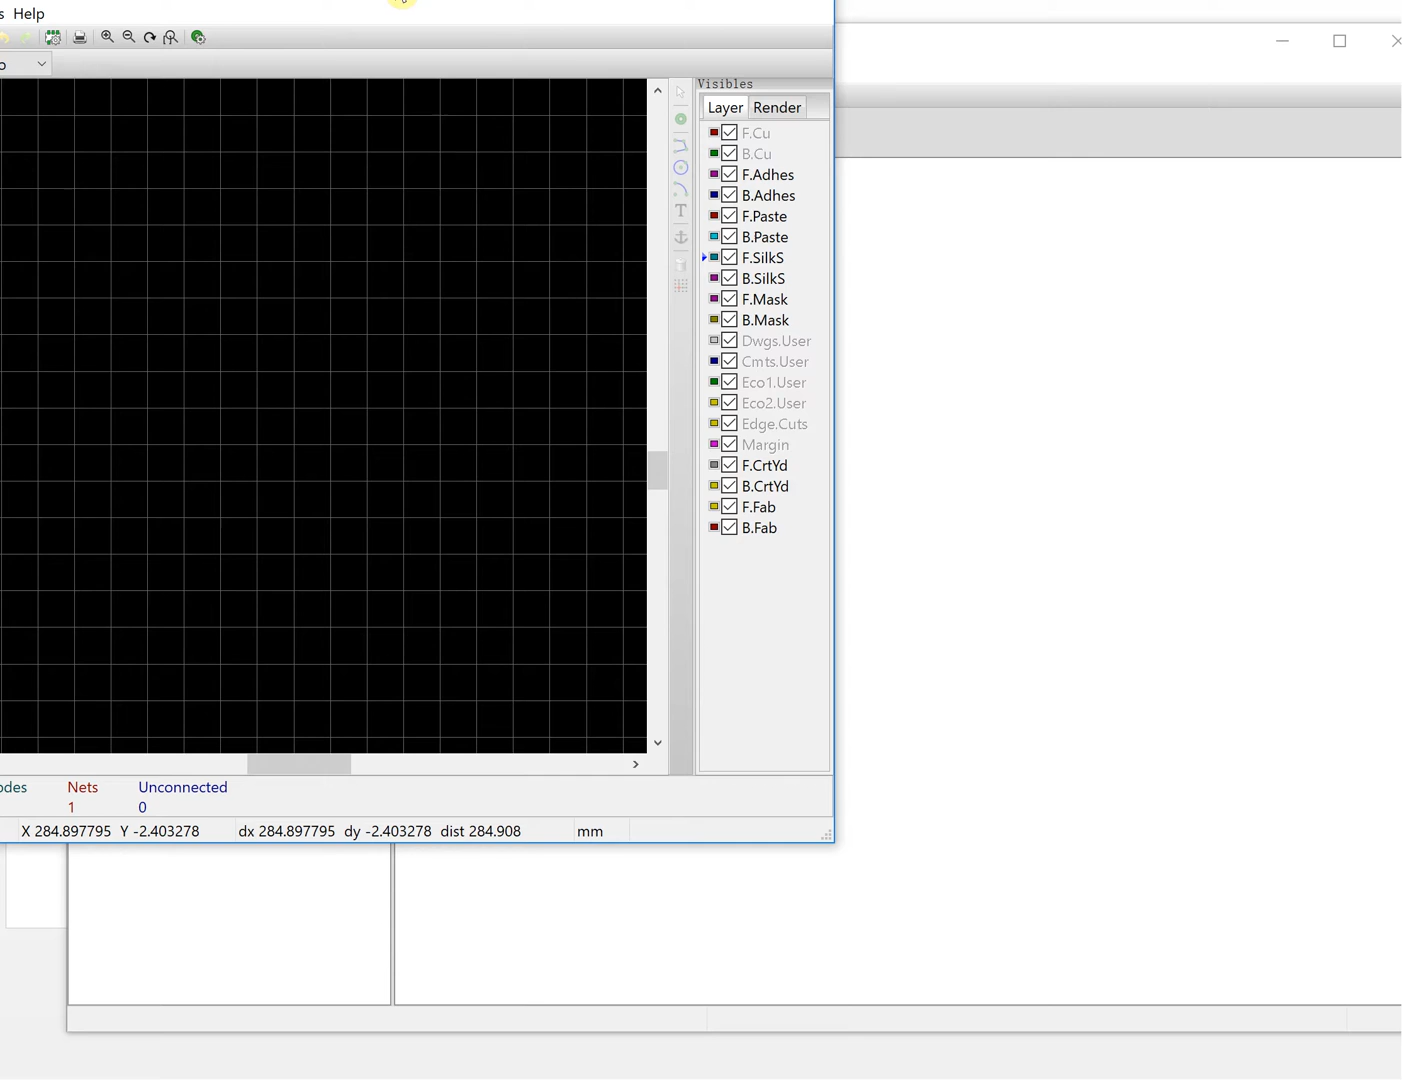 s Help
o
Visibles
Layer Render
F.Cu
B.Cu
F.Adhes
B.Adhes
F.Paste
B.Paste
F.SilkS
B.SilkS
F.Mask
B.Mask
Dwgs.User
Cmts.User
Eco1.User
Eco2.User
Edge.Cuts
Margin
F.CrtYd
B.CrtYd
F.Fab
B.Fab
odes Nets Unconnected
1 0
X 284.897795 Y -2.403278 dx 284.897795 dy -2.403278 dist 284.908 mm